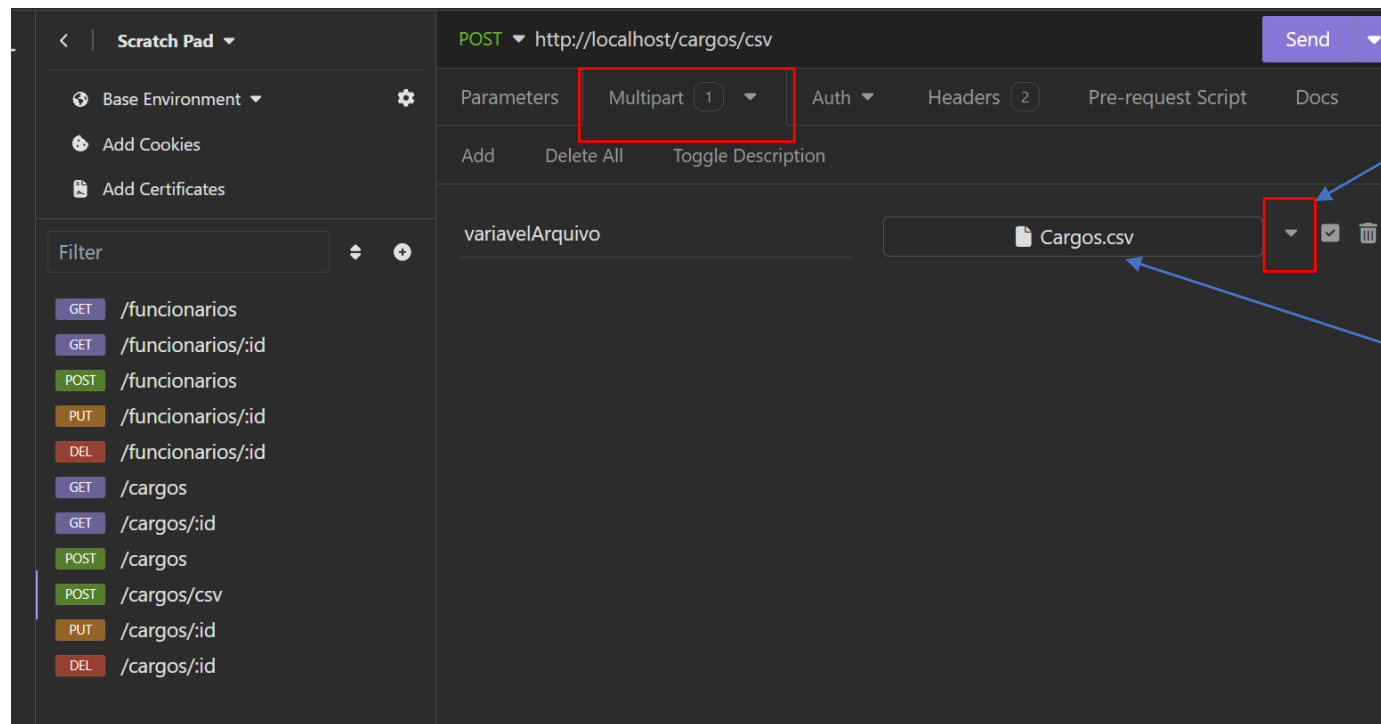 Scratch Pad
Base Environment
Add Cookies
Add Certificates
Filter
GET /funcionarios
GET /funcionarios/:id
POST /funcionarios
PUT /funcionarios/:id
DEL /funcionarios/:id
GET /cargos
GET /cargos/:id
POST /cargos
POST /cargos/csv
PUT /cargos/:id
DEL /cargos/:id
POST http://localhost/cargos/csv Send
Parameters Multipart 1 Auth Headers 2 Pre-request Script Docs
Add Delete All Toggle Description
variavelArquivo Cargos.csv